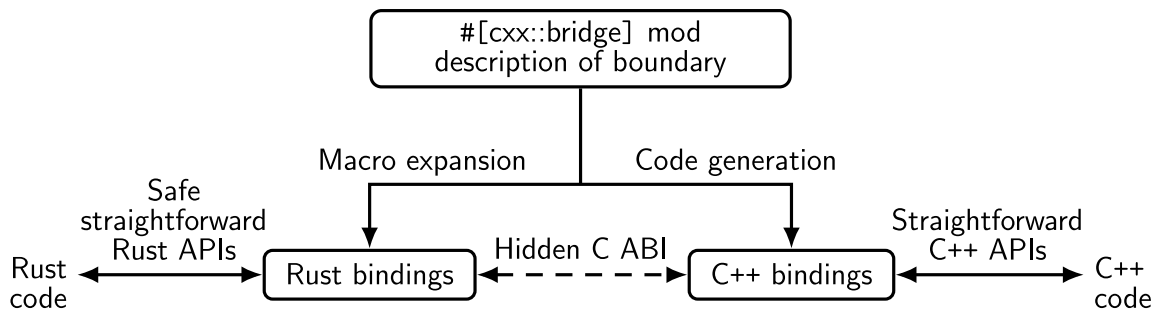 #[cxx::bridge] mod
description of boundary
Macro expansion
Code generation
Safe
straightforward
Rust APIs
Straightforward
C++ APIs
Rust
code
Rust bindings
Hidden C ABI
C++ bindings
C++
code